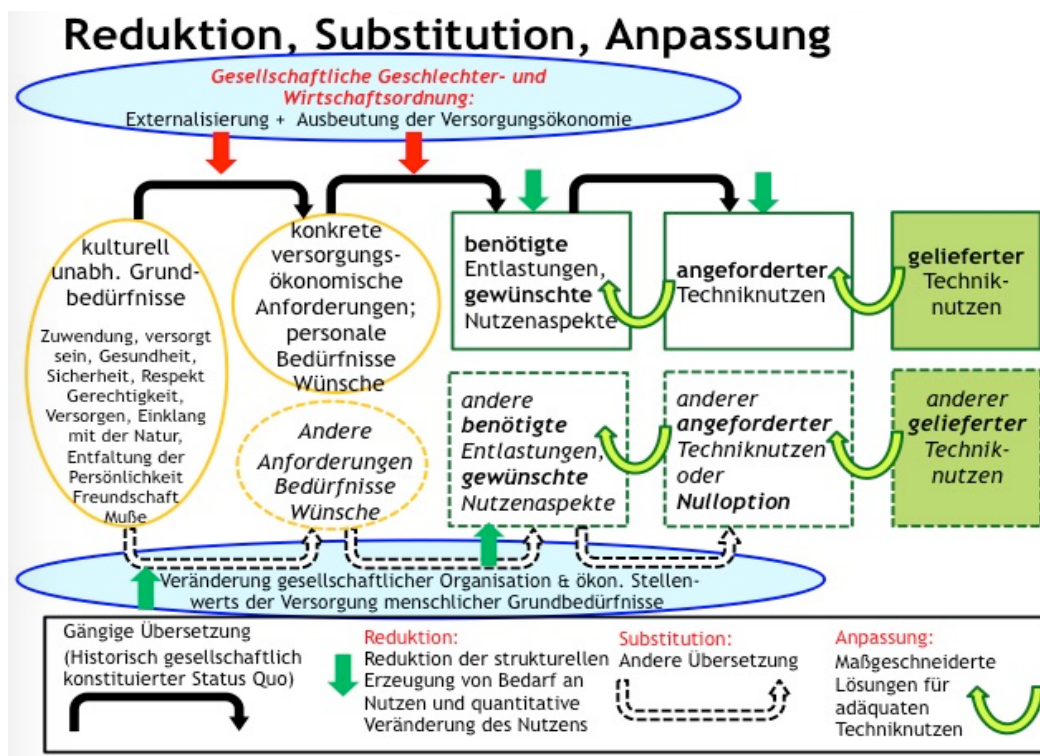 Reduktion, Substitution, Anpassung
Gesellschaftliche Geschlechter- und
Wirtschaftsordnung:
Externalisierung + Ausbeutung der Versorgungsökonomie
kulturell
unabh. Grund-
bedürfnisse
Zuwendung, versorgt
sein, Gesundheit,
Sicherheit, Respekt
Gerechtigkeit,
Versorgen, Einklang
mit der Natur,
Entfaltung der
Persönlichkeit
Freundschaft
Muße
konkrete
versorgungs-
ökonomische
Anforderungen;
personale
Bedürfnisse
Wünsche
benötigte
Entlastungen,
gewünschte
Nutzenaspekte
angeforderter
Techniknutzen
gelieferter
Technik-
nutzen
Andere
Anforderungen
Bedürfnisse
Wünsche
andere
benötigte
Entlastungen,
gewünschte
Nutzenaspekte
anderer
angeforderter
Techniknutzen
oder
Nulloption
anderer
gelieferter
Technik-
nutzen
Veränderung gesellschaftlicher Organisation & ökon. Stellen-
werts der Versorgung menschlicher Grundbedürfnisse
Gängige Übersetzung
(Historisch gesellschaftlich
konstituierter Status Quo)
Reduktion:
Reduktion der strukturellen
Erzeugung von Bedarf an
Nutzen und quantitative
Veränderung des Nutzens
Substitution:
Andere Übersetzung
Anpassung:
Maßgeschneiderte
Lösungen für
adäquaten
Techniknutzen